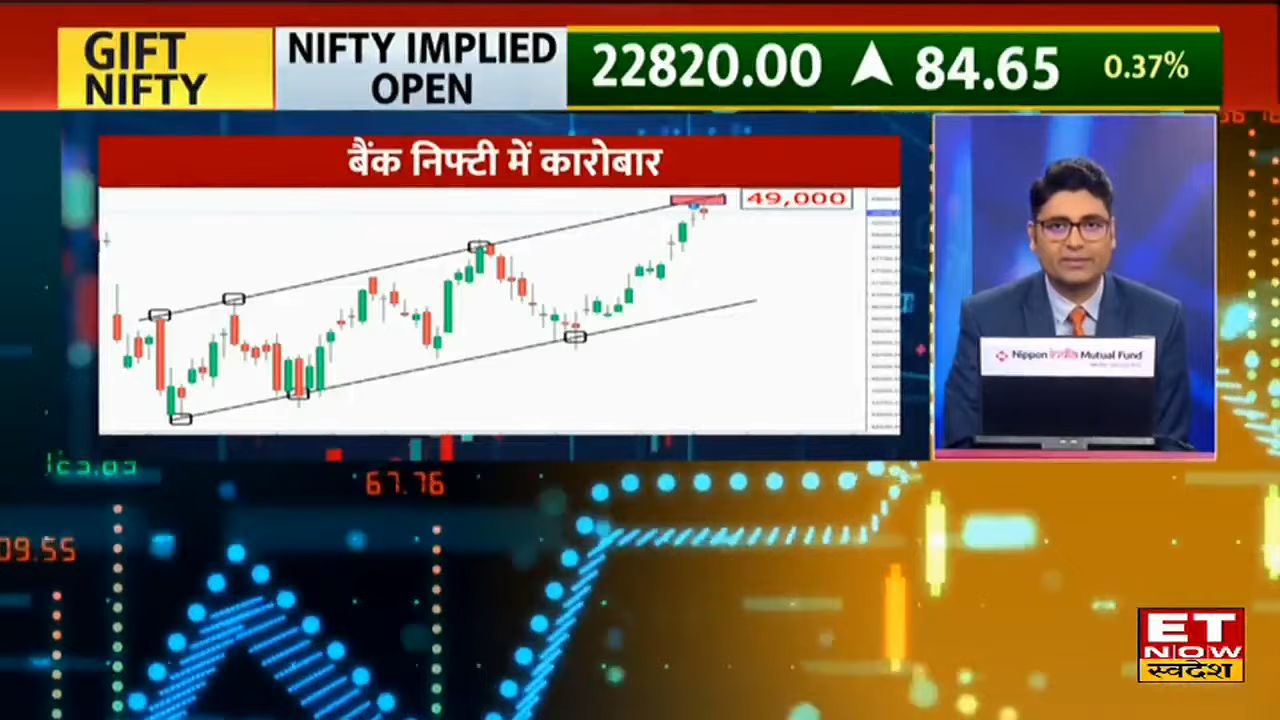 GIFT
NIFTY
NIFTY IMPLIED
OPEN
22820.00 ▲ 84.65 0.37%
बैंक निफ्टी में कारोबार
49,000
Nippon india Mutual Fund
67.76
09.55
ET
NOW
स्वदेश